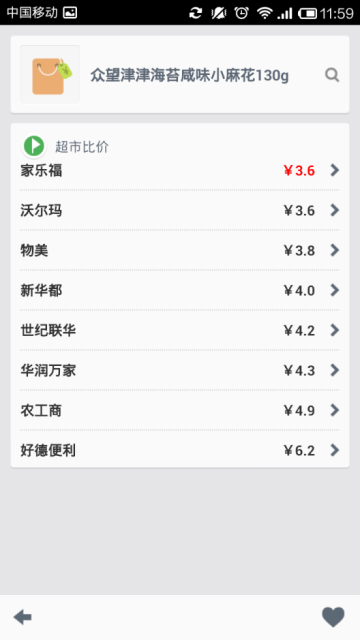 中国移动 11:59
众望津津海苔咸味小麻花130g
超市比价
家乐福 ￥3.6
沃尔玛 ￥3.6
物美 ￥3.8
新华都 ￥4.0
世纪联华 ￥4.2
华润万家 ￥4.3
农工商 ￥4.9
好德便利 ￥6.2